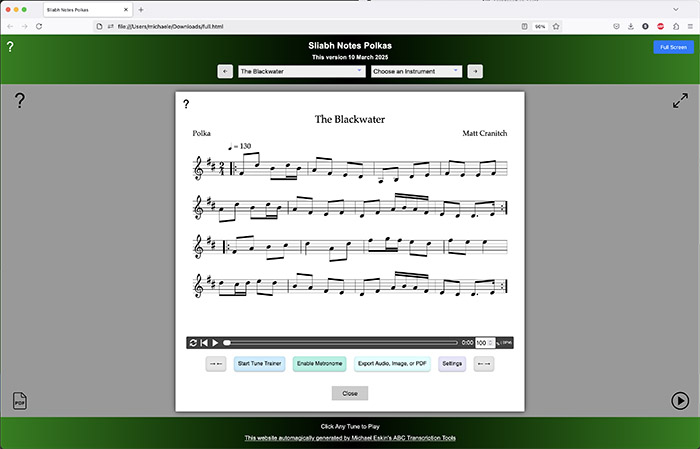 Sliabh Notes Polkas
file:///Users/michaele/Downloads/full.html
90%
?
Sliabh Notes Polkas
Full Screen
This version 10 March 2025
The Blackwater
Choose an Instrument
?
?
The Blackwater
Polka
Matt Cranitch
= 130
2
4
0:00
100
Start Tune Trainer
Enable Metronome
Export Audio, Image, or PDF
Settings
Close
PDF
Click Any Tune to Play
This website automagically generated by Michael Eskin's ABC Transcription Tools